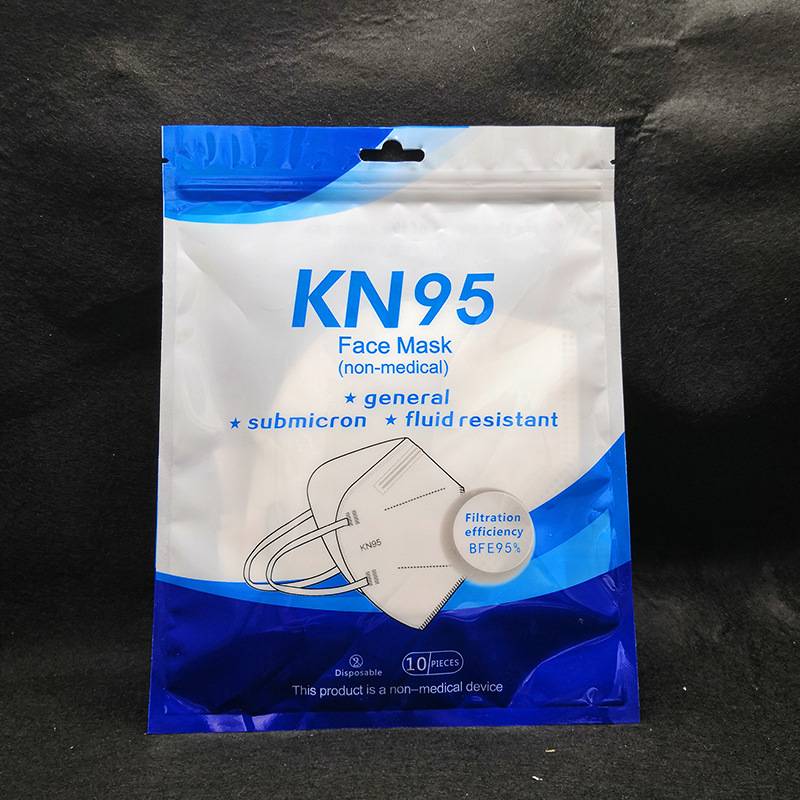 KN95
Face Mask
(non-medical)
★ general
★ submicron ★ fluid resistant
KN95
Filtration
efficiency
BFE95%
2
Disposable
10/PIECES
This product is a non-medical device